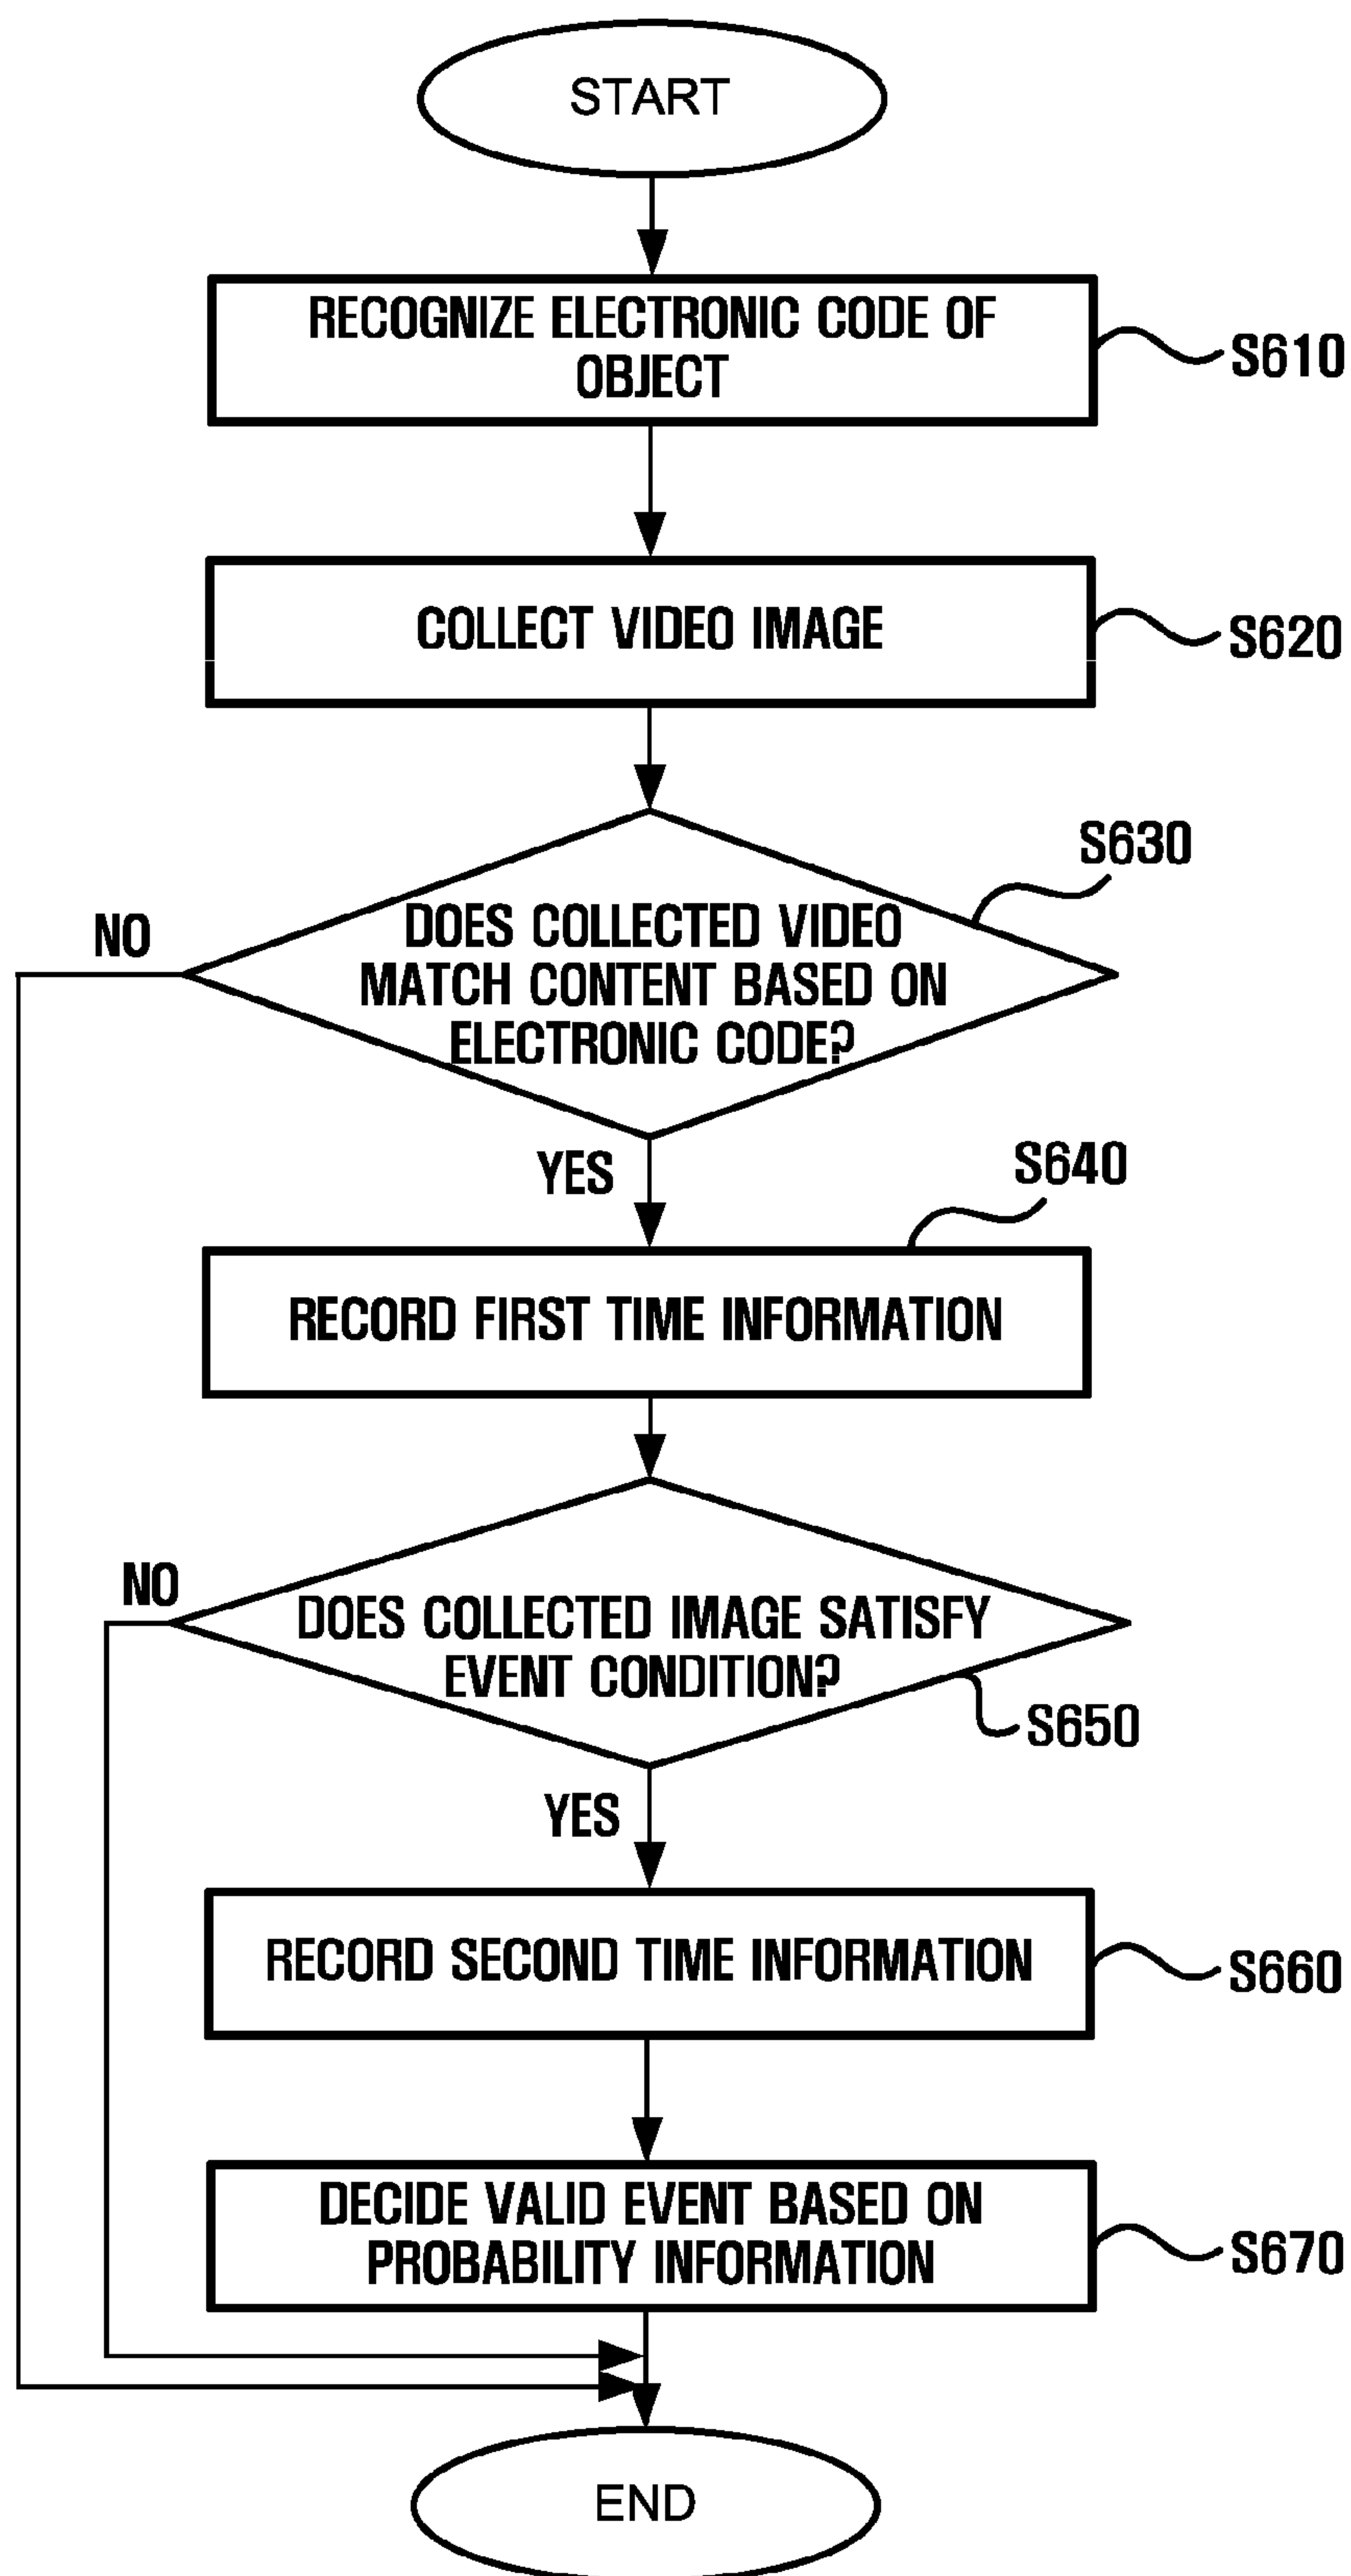 START
RECOGNIZE ELECTRONIC CODE OF
OBJECT
S610
COLLECT VIDEO IMAGE
S620
S630
NO
DOES COLLECTED VIDEO
MATCH CONTENT BASED ON
ELECTRONIC CODE?
YES
S640
RECORD FIRST TIME INFORMATION
NO
DOES COLLECTED IMAGE SATISFY
EVENT CONDITION?
S650
YES
RECORD SECOND TIME INFORMATION
S660
DECIDE VALID EVENT BASED ON
PROBABILITY INFORMATION
S670
END